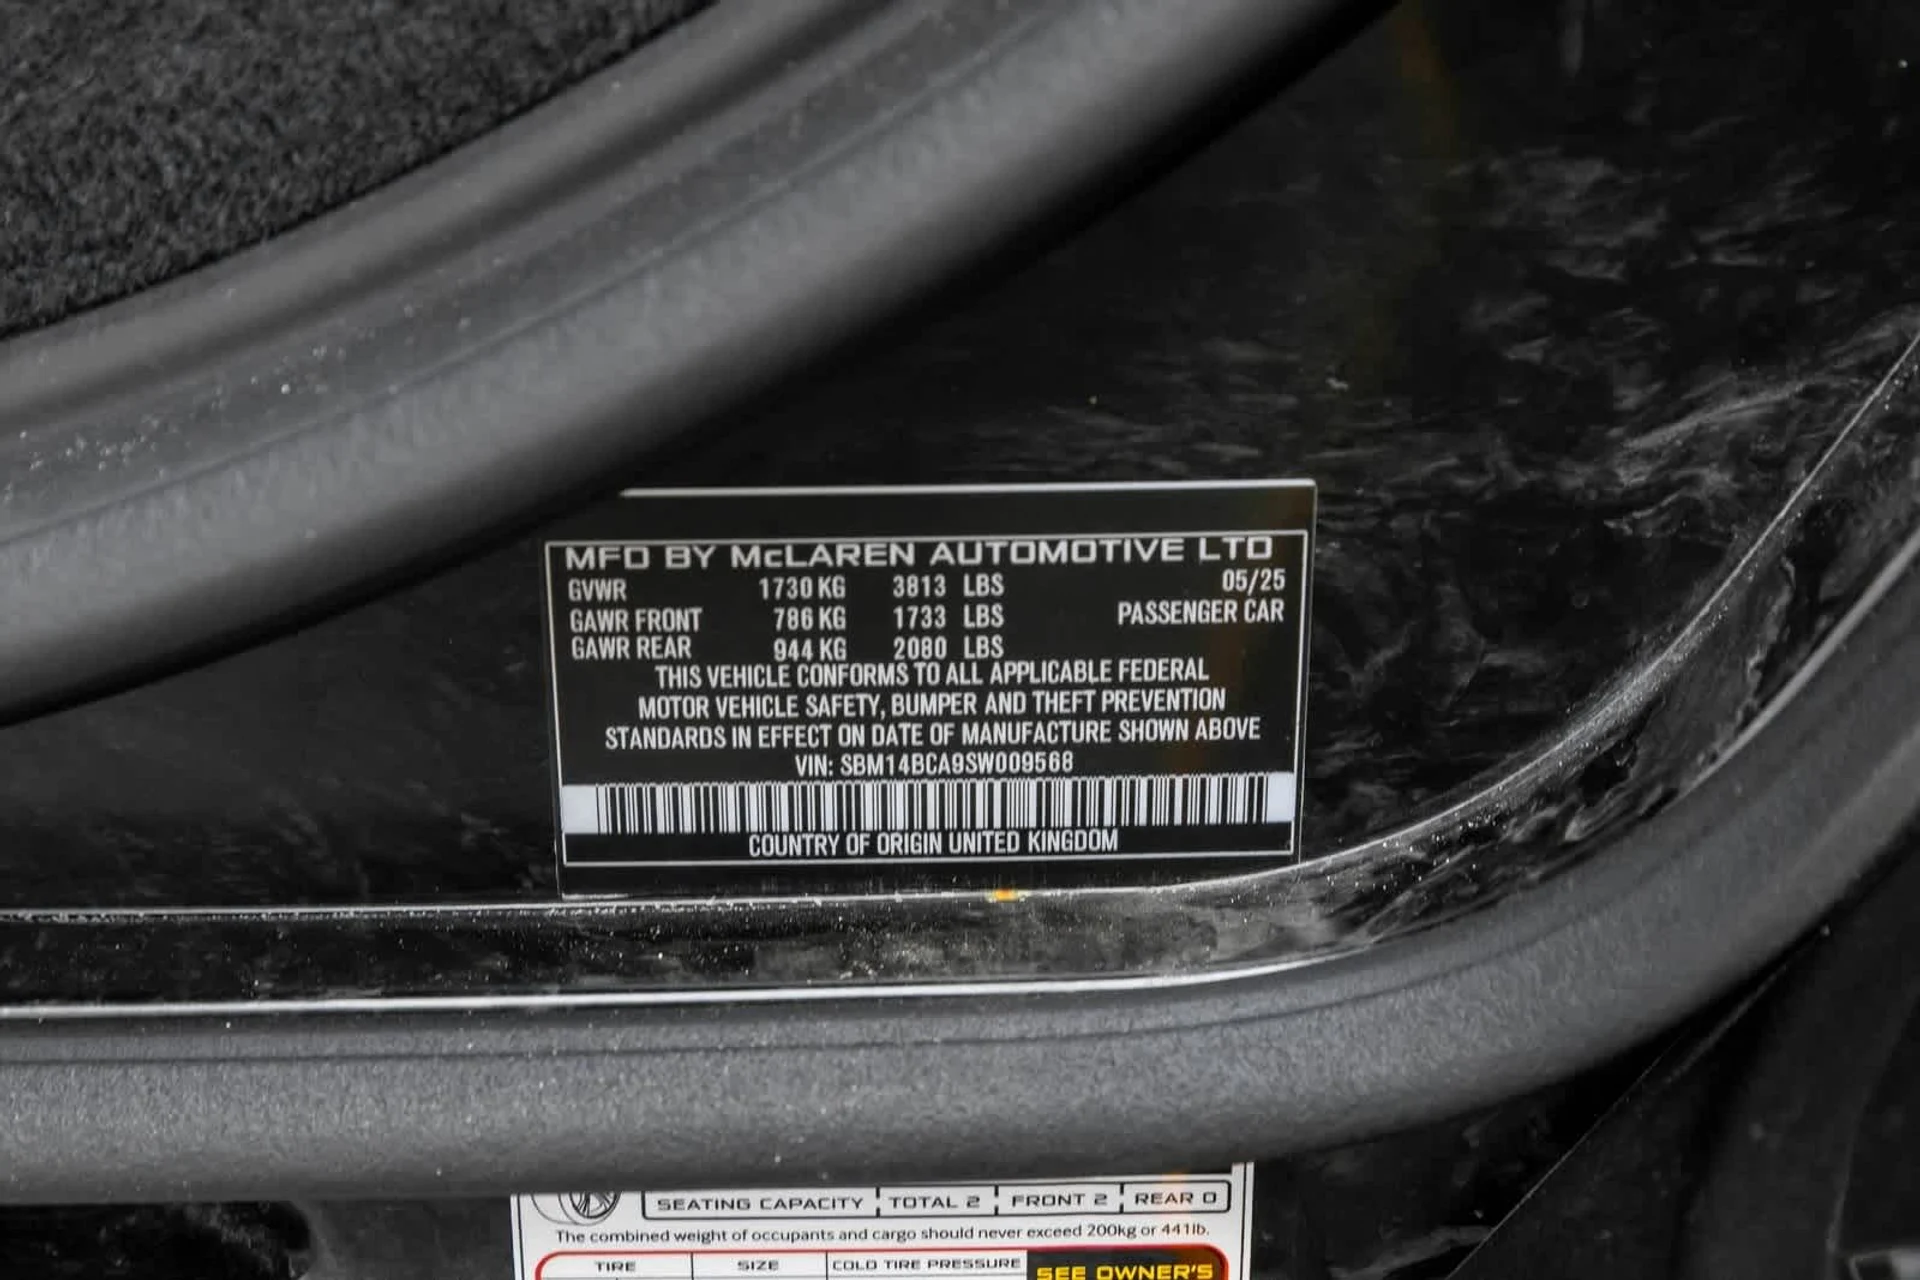 MFD BY McLAREN AUTOMOTIVE LTD
GVWR 1730 KG 3813 LBS 05/25
GAWR FRONT 786 KG 1733 LBS PASSENGER CAR
GAWR REAR 944 KG 2080 LBS
THIS VEHICLE CONFORMS TO ALL APPLICABLE FEDERAL
MOTOR VEHICLE SAFETY, BUMPER AND THEFT PREVENTION
STANDARDS IN EFFECT ON DATE OF MANUFACTURE SHOWN ABOVE
VIN: SBM14BCA9SW009568
COUNTRY OF ORIGIN UNITED KINGDOM
SEATING CAPACITY TOTAL 2 FRONT 2 REAR 0
The combined weight of occupants and cargo should never exceed 200kg or 441lb.
TIRE SIZE COLD TIRE PRESSURE SEE OWNER'S